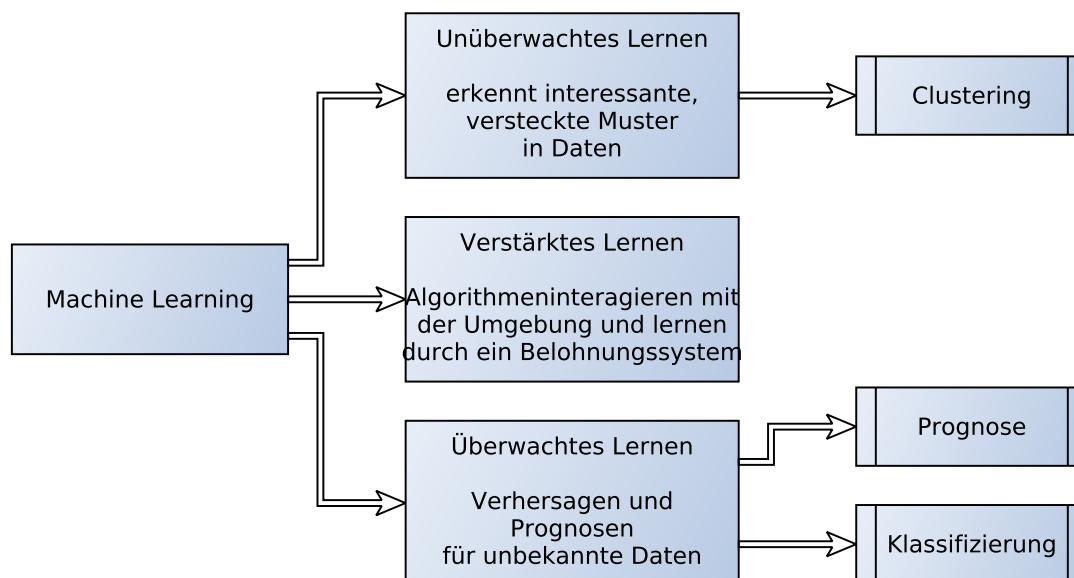 Unüberwachtes Lernen
erkennt interessante,
versteckte Muster
in Daten
Clustering
Machine Learning
Verstärktes Lernen
Algorithmeninteragieren mit
der Umgebung und lernen
durch ein Belohnungssystem
Überwachtes Lernen
Verhersagen und
Prognosen
für unbekannte Daten
Prognose
Klassifizierung